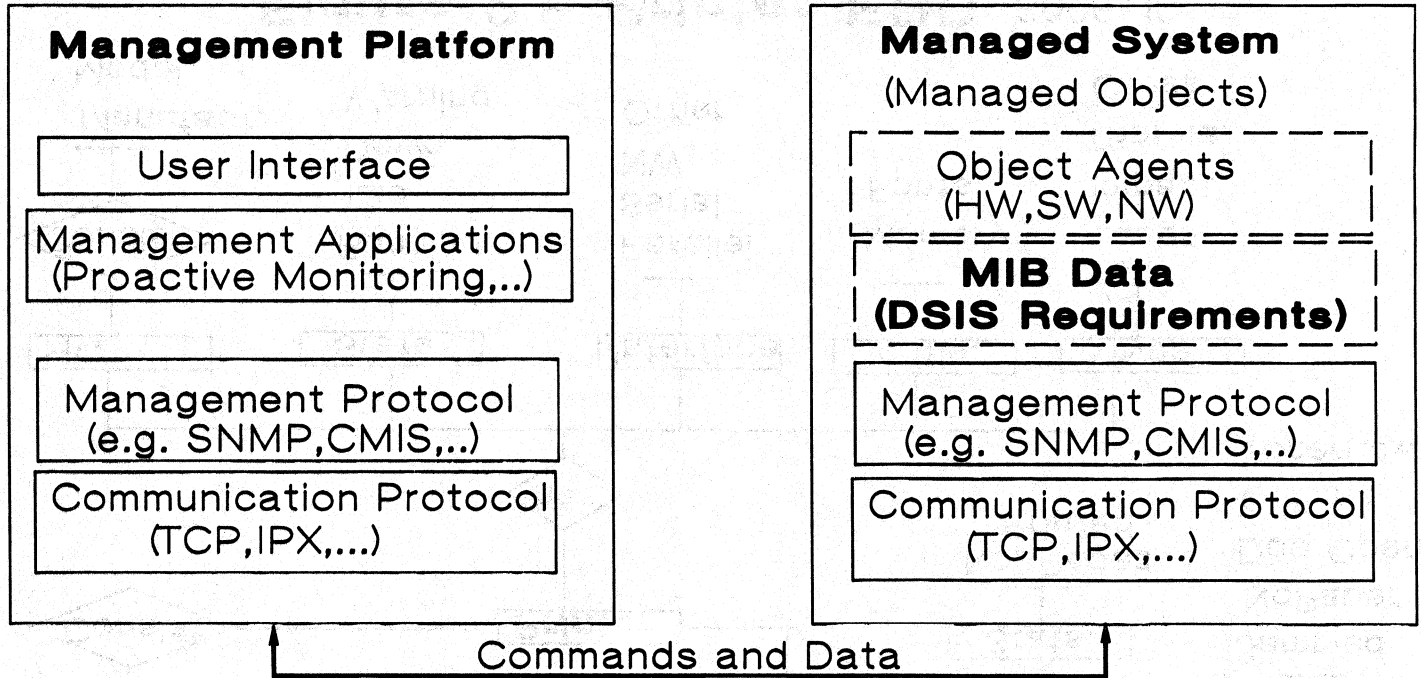 Management Platform
User Interface
Management Applications
(Proactive Monitoring,..)
Management Protocol
(e.g. SNMP,CMIS,..)
Communication Protocol
(TCP,IPX,...)
Managed System
(Managed Objects)
Object Agents
(HW,SW,NW)
MIB Data
(DSIS Requirements)
Management Protocol
(e.g. SNMP,CMIS,..)
Communication Protocol
(TCP,IPX,...)
Commands and Data